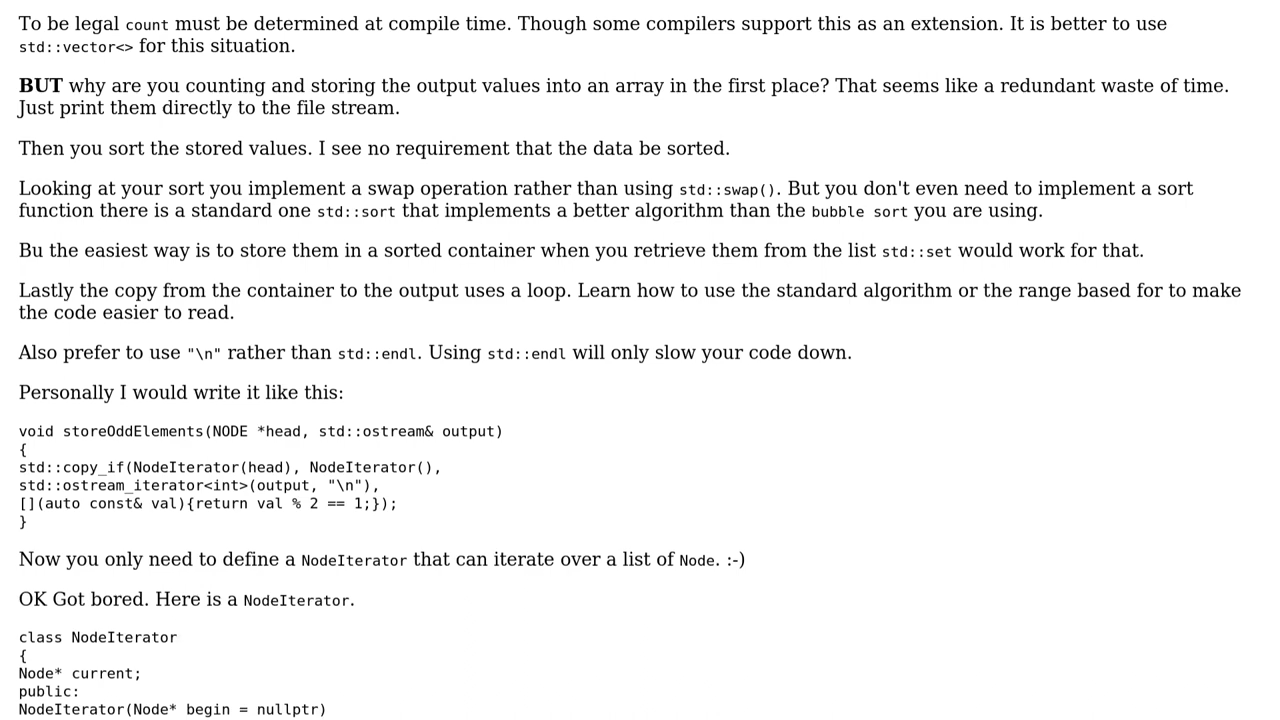 To be legal count must be determined at compile time. Though some compilers support this as an extension. It is better to use
std::vector<> for this situation.
BUT why are you counting and storing the output values into an array in the first place? That seems like a redundant waste of time.
Just print them directly to the file stream.
Then you sort the stored values. I see no requirement that the data be sorted.
Looking at your sort you implement a swap operation rather than using std::swap(). But you don't even need to implement a sort
function there is a standard one std::sort that implements a better algorithm than the bubble sort you are using.
Bu the easiest way is to store them in a sorted container when you retrieve them from the list std::set would work for that.
Lastly the copy from the container to the output uses a loop. Learn how to use the standard algorithm or the range based for to make
the code easier to read.
Also prefer to use "\n" rather than std::endl. Using std::endl will only slow your code down.
Personally I would write it like this:
void storeOddElements(NODE *head, std::ostream& output)
{
std::copy_if(NodeIterator(head), NodeIterator(),
std::ostream_iterator<int>(output, "\n"),
[](auto const& val){return val % 2 == 1;});
}
Now you only need to define a NodeIterator that can iterate over a list of Node. :-)
OK Got bored. Here is a NodeIterator.
class NodeIterator
{
Node* current;
public:
NodeIterator(Node* begin = nullptr)